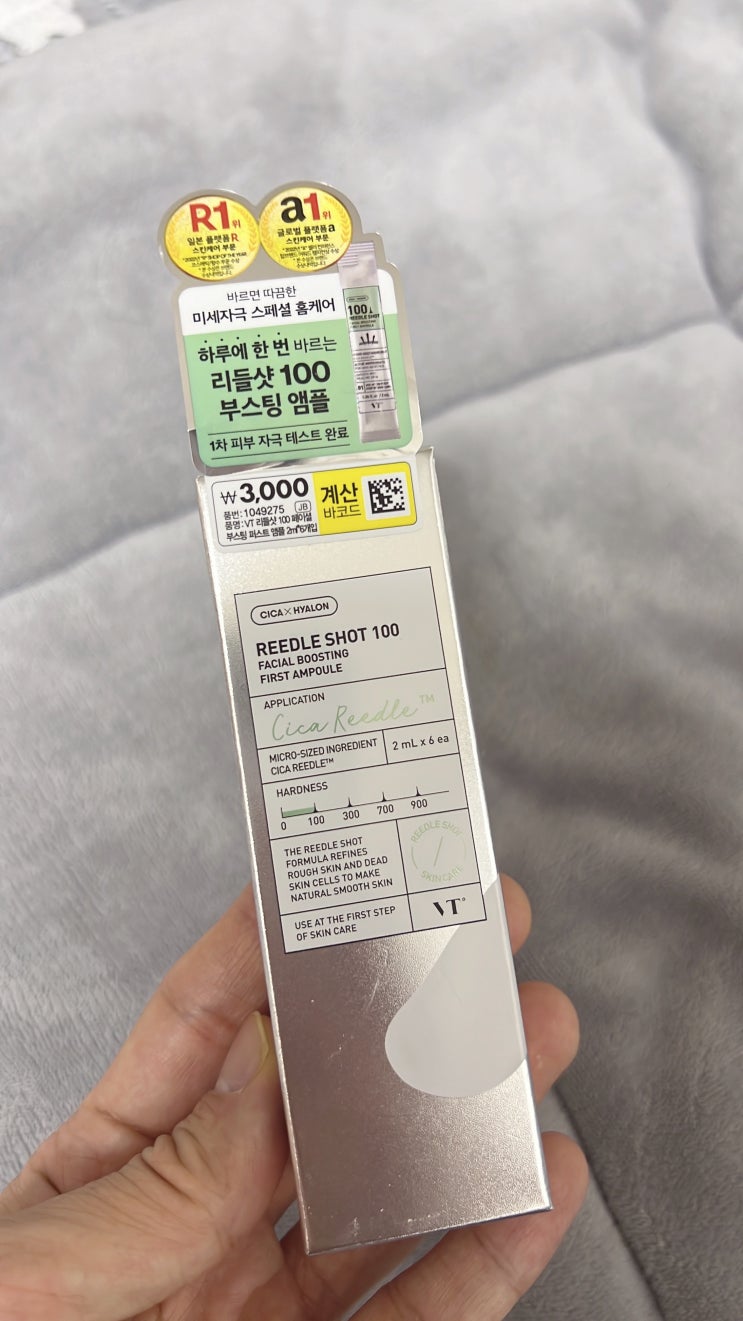 R1위
일본 플랫폼 R
스킨케어 부문
a1위
글로벌 플랫폼 a
스킨케어 부문
바르면 따끔한
미세자극 스페셜 홈케어
하루에 한 번 바르는
리들샷 100
부스팅 앰플
1차 피부 자극 테스트 완료
100
REEDLE SHOT
VT
₩3,000
품번:1049275 JB
품명:VT 리들샷 100 페이셜
부스팅 퍼스트 앰플 2ml*6개입
계산
바코드
CICA×HYALON
REEDLE SHOT 100
FACIAL BOOSTING
FIRST AMPOULE
APPLICATION
Cica Reedle™
MICRO-SIZED INGREDIENT
CICA REEDLE™
2 mL x 6 ea
HARDNESS
0 100 300 700 900
THE REEDLE SHOT
FORMULA REFINES
ROUGH SKIN AND DEAD
SKIN CELLS TO MAKE
NATURAL SMOOTH SKIN
REEDLE SHOT
SKIN CARE
USE AT THE FIRST STEP
OF SKIN CARE
VT°